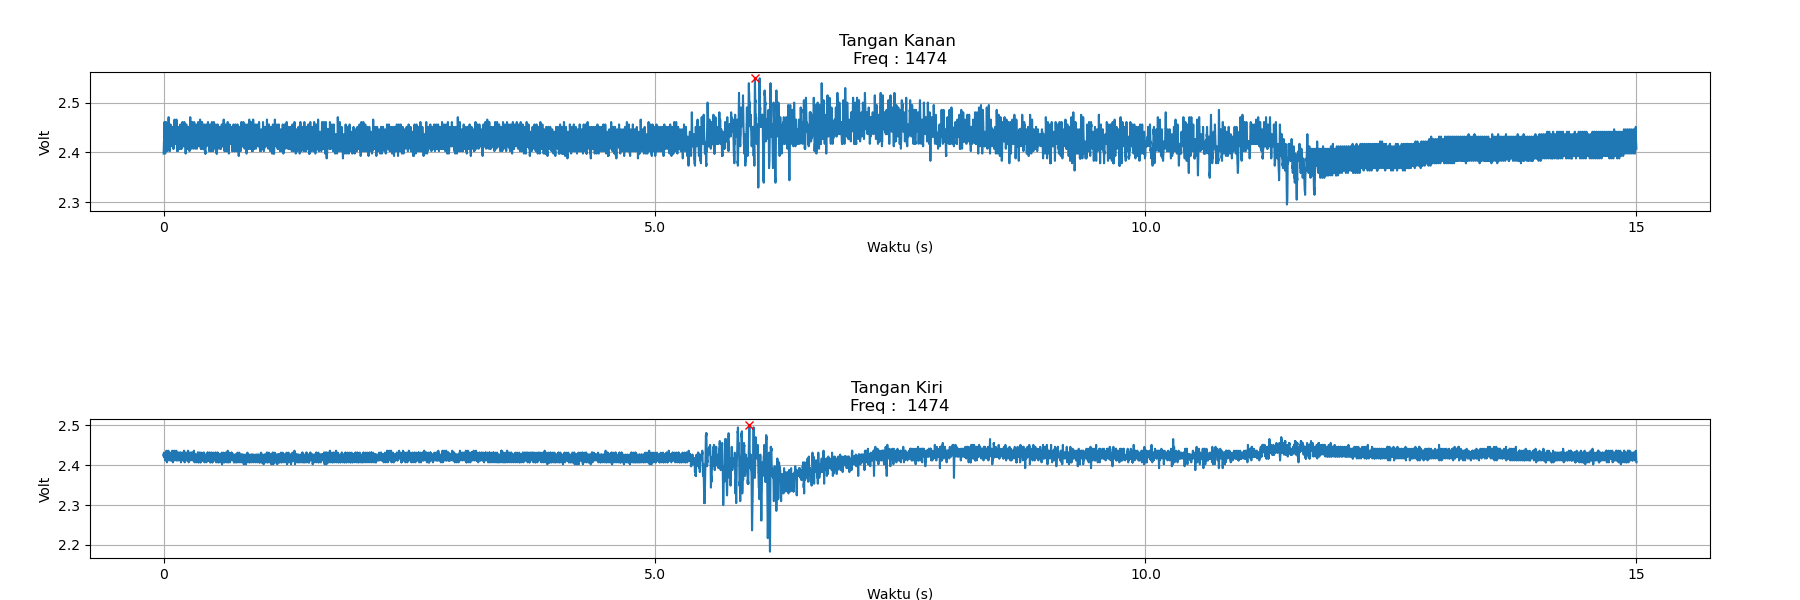 Tangan Kanan
Freq : 1474
Volt
2.5
2.4
2.3
0 5.0 10.0 15
Waktu (s)
Tangan Kiri
Freq :  1474
Volt
2.5
2.4
2.3
2.2
0 5.0 10.0 15
Waktu (s)